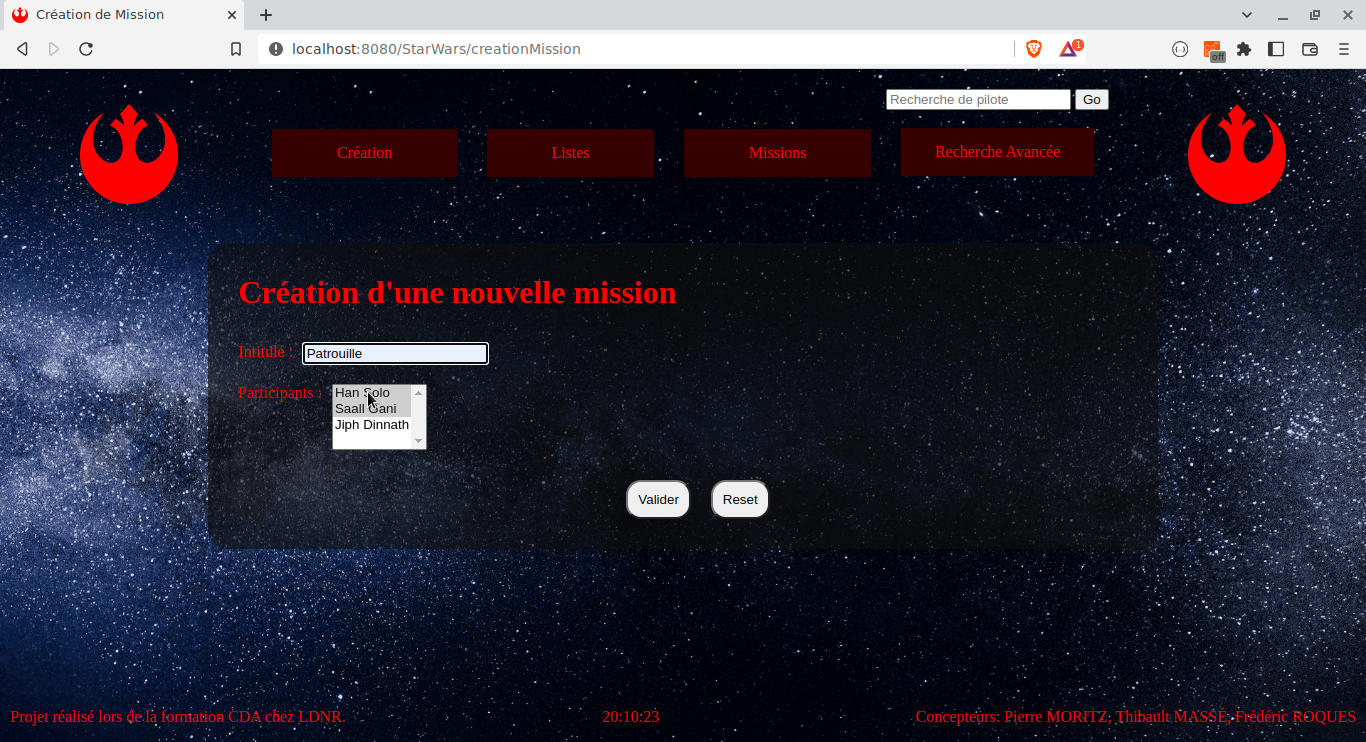 Création de Mission
localhost:8080/StarWars/creationMission
1
off
Recherche de pilote Go
Création Listes Missions Recherche Avancée
Création d'une nouvelle mission
Intitulé : Patrouille
Participants : Han Solo
Saall Gani
Jiph Dinnath
Valider Reset
Projet réalisé lors de la formation CDA chez LDNR. 20:10:23 Concepteurs: Pierre MORITZ, Thibault MASSÉ, Frédéric ROQUES